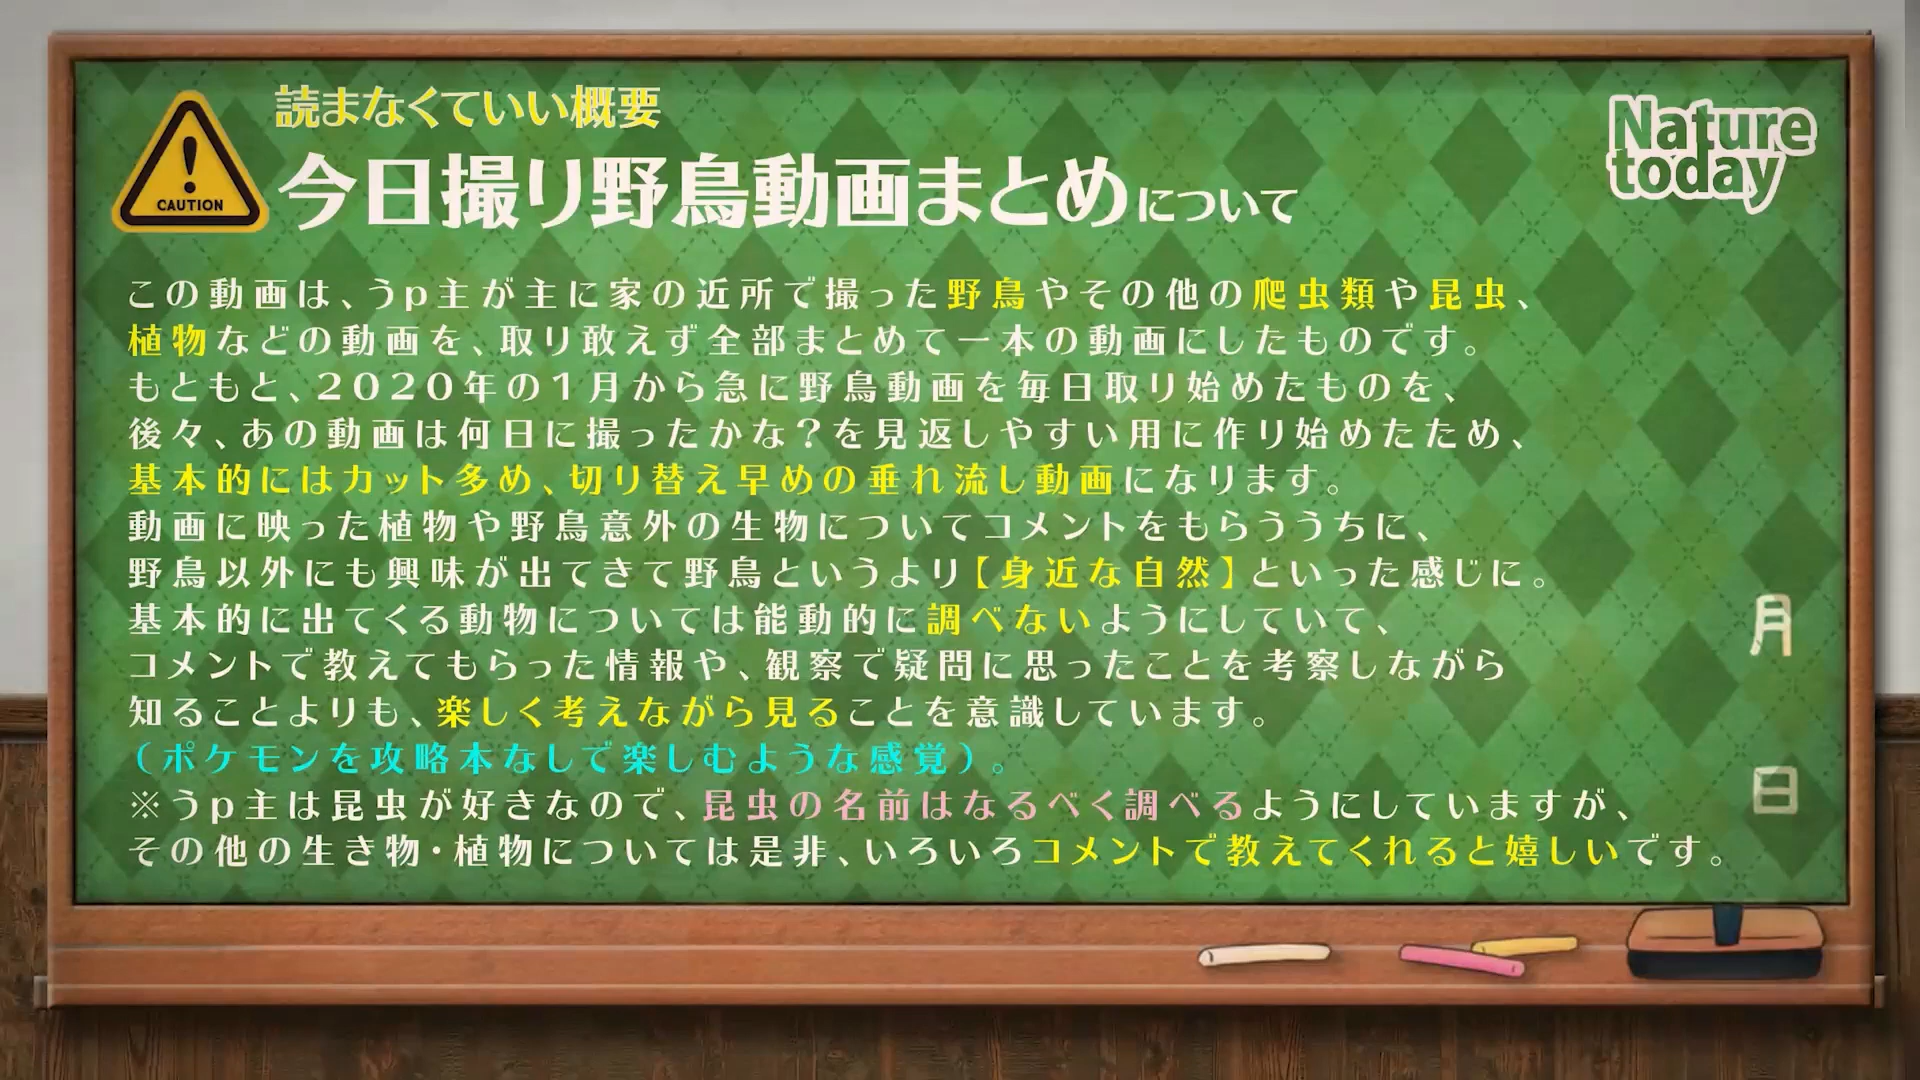 読まなくていい概要
今日撮り野鳥動画まとめについて
CAUTION
Nature
today
この動画は、うp主が主に家の近所で撮った野鳥やその他の爬虫類や昆虫、
植物などの動画を、取り敢えず全部まとめて一本の動画にしたものです。
もともと、2020年の1月から急に野鳥動画を毎日取り始めたものを、
後々、あの動画は何日に撮ったかな？を見返しやすい用に作り始めたため、
基本的にはカット多め、切り替え早めの垂れ流し動画になります。
動画に映った植物や野鳥意外の生物についてコメントをもらううちに、
野鳥以外にも興味が出てきて野鳥というより【身近な自然】といった感じに。
基本的に出てくる動物については能動的に調べないようにしていて、
コメントで教えてもらった情報や、観察で疑問に思ったことを考察しながら
知ることよりも、楽しく考えながら見ることを意識しています。
（ポケモンを攻略本なしで楽しむような感覚）。
※うp主は昆虫が好きなので、昆虫の名前はなるべく調べるようにしていますが、
その他の生き物・植物については是非、いろいろコメントで教えてくれると嬉しいです。
月
日